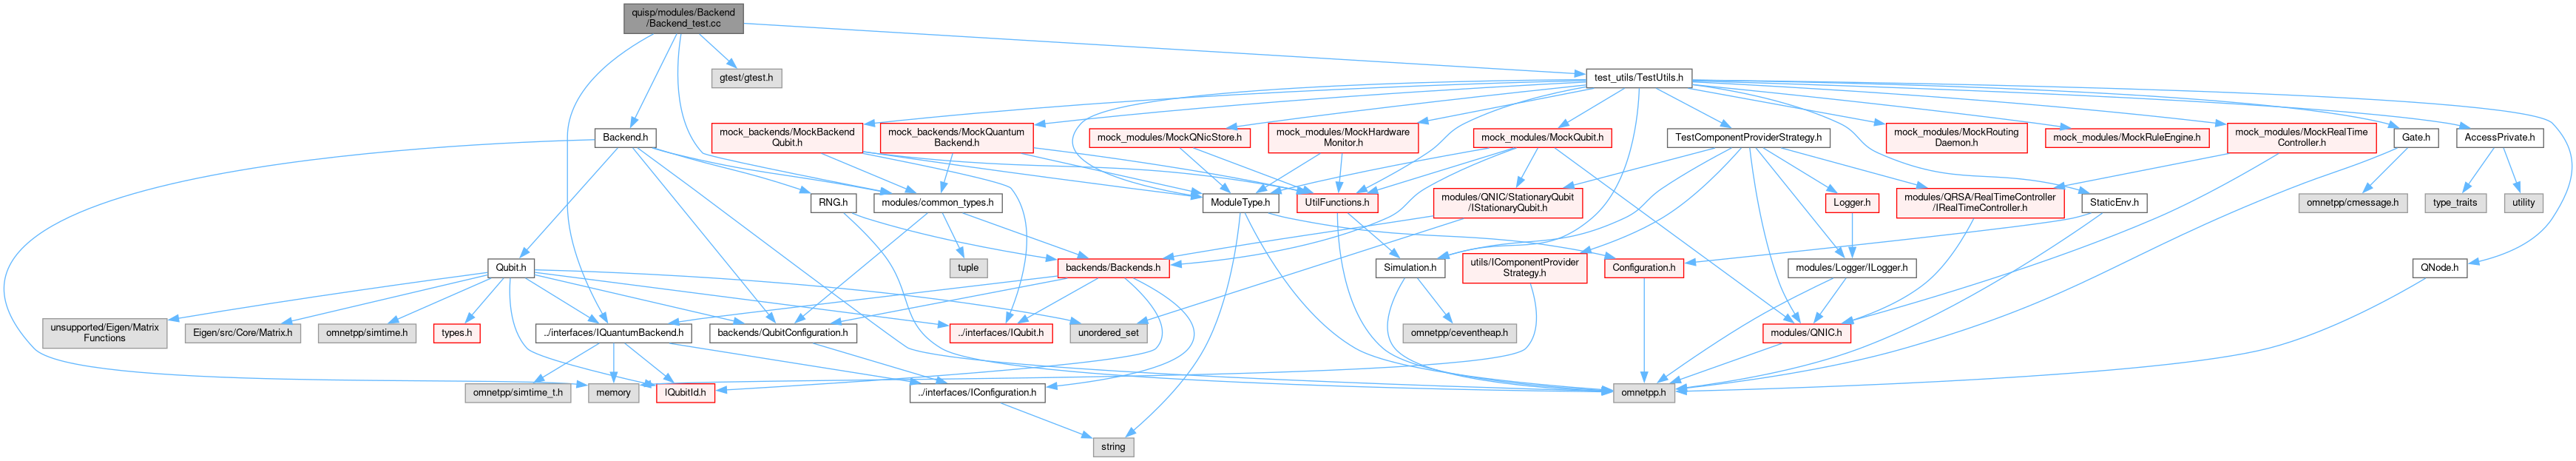 quisp/modules/Backend
/Backend_test.cc
gtest/gtest.h
test_utils/TestUtils.h
Backend.h
mock_backends/MockBackend
Qubit.h
mock_backends/MockQuantum
Backend.h
mock_modules/MockQNicStore.h
mock_modules/MockHardware
Monitor.h
mock_modules/MockQubit.h
TestComponentProviderStrategy.h
mock_modules/MockRouting
Daemon.h
mock_modules/MockRuleEngine.h
mock_modules/MockRealTime
Controller.h
Gate.h
AccessPrivate.h
RNG.h
modules/common_types.h
ModuleType.h
UtilFunctions.h
modules/QNIC/StationaryQubit
/IStationaryQubit.h
Logger.h
modules/QRSA/RealTimeController
/IRealTimeController.h
StaticEnv.h
omnetpp/cmessage.h
type_traits
utility
Qubit.h
tuple
backends/Backends.h
Simulation.h
utils/IComponentProvider
Strategy.h
Configuration.h
modules/Logger/ILogger.h
QNode.h
unsupported/Eigen/Matrix
Functions
Eigen/src/Core/Matrix.h
omnetpp/simtime.h
types.h
../interfaces/IQuantumBackend.h
backends/QubitConfiguration.h
../interfaces/IQubit.h
unordered_set
omnetpp/ceventheap.h
modules/QNIC.h
omnetpp/simtime_t.h
memory
IQubitId.h
../interfaces/IConfiguration.h
omnetpp.h
string